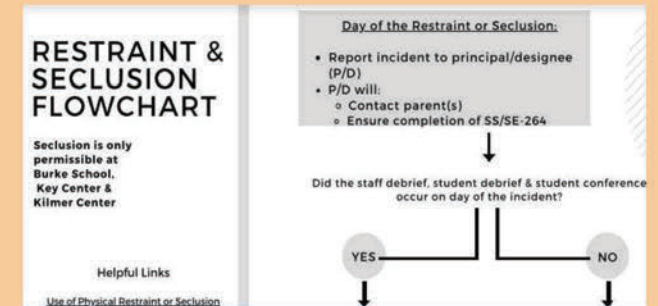 RESTRAINT &
SECLUSION
FLOWCHART
Seclusion is only
permissible at
Burke School,
Key Center &
Kilmer Center
Helpful Links
Use of Physical Restraint or Seclusion
Day of the Restraint or Seclusion:
• Report incident to principal/designee
(P/D)
• P/D will:
◦ Contact parent(s)
◦ Ensure completion of SS/SE-264
Did the staff debrief, student debrief & student conference
occur on day of the incident?
YES
NO